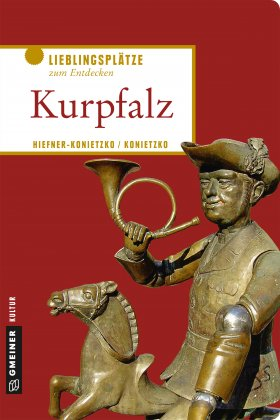 LIEBLINGSPLÄTZE
zum Entdecken
Kurpfalz
HIEFNER-KONIETZKO / KONIETZKO
GMEINER KULTUR